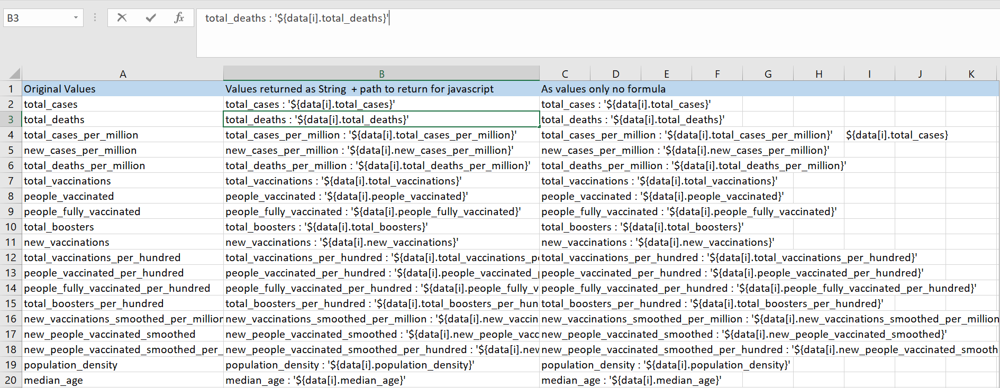 B3 fx total_deaths : '${data[i].total_deaths}'
A B C D E F G H I J K
1 Original Values Values returned as String  + path to return for javascript As values only no formula
2 total_cases total_cases : '${data[i].total_cases}' total_cases : '${data[i].total_cases}'
3 total_deaths total_deaths : '${data[i].total_deaths}' total_deaths : '${data[i].total_deaths}'
4 total_cases_per_million total_cases_per_million : '${data[i].total_cases_per_million}' total_cases_per_million : '${data[i].total_cases_per_million}' ${data[i].total_cases}
5 new_cases_per_million new_cases_per_million : '${data[i].new_cases_per_million}' new_cases_per_million : '${data[i].new_cases_per_million}'
6 total_deaths_per_million total_deaths_per_million : '${data[i].total_deaths_per_million}' total_deaths_per_million : '${data[i].total_deaths_per_million}'
7 total_vaccinations total_vaccinations : '${data[i].total_vaccinations}' total_vaccinations : '${data[i].total_vaccinations}'
8 people_vaccinated people_vaccinated : '${data[i].people_vaccinated}' people_vaccinated : '${data[i].people_vaccinated}'
9 people_fully_vaccinated people_fully_vaccinated : '${data[i].people_fully_vaccinated}' people_fully_vaccinated : '${data[i].people_fully_vaccinated}'
10 total_boosters total_boosters : '${data[i].total_boosters}' total_boosters : '${data[i].total_boosters}'
11 new_vaccinations new_vaccinations : '${data[i].new_vaccinations}' new_vaccinations : '${data[i].new_vaccinations}'
12 total_vaccinations_per_hundred total_vaccinations_per_hundred : '${data[i].total_vaccinations_pe total_vaccinations_per_hundred : '${data[i].total_vaccinations_per_hundred}'
13 people_vaccinated_per_hundred people_vaccinated_per_hundred : '${data[i].people_vaccinated_ people_vaccinated_per_hundred : '${data[i].people_vaccinated_per_hundred}'
14 people_fully_vaccinated_per_hundred people_fully_vaccinated_per_hundred : '${data[i].people_fully_v people_fully_vaccinated_per_hundred : '${data[i].people_fully_vaccinated_per_hundred}'
15 total_boosters_per_hundred total_boosters_per_hundred : '${data[i].total_boosters_per_hun total_boosters_per_hundred : '${data[i].total_boosters_per_hundred}'
16 new_vaccinations_smoothed_per_million new_vaccinations_smoothed_per_million : '${data[i].new_vaccin new_vaccinations_smoothed_per_million : '${data[i].new_vaccinations_smoothed_per_million
17 new_people_vaccinated_smoothed new_people_vaccinated_smoothed : '${data[i].new_people_vacc new_people_vaccinated_smoothed : '${data[i].new_people_vaccinated_smoothed}'
18 new_people_vaccinated_smoothed_per_ new_people_vaccinated_smoothed_per_hundred : '${data[i].new new_people_vaccinated_smoothed_per_hundred : '${data[i].new_people_vaccinated_smooth
19 population_density population_density : '${data[i].population_density}' population_density : '${data[i].population_density}'
20 median_age median_age : '${data[i].median_age}' median_age : '${data[i].median_age}'